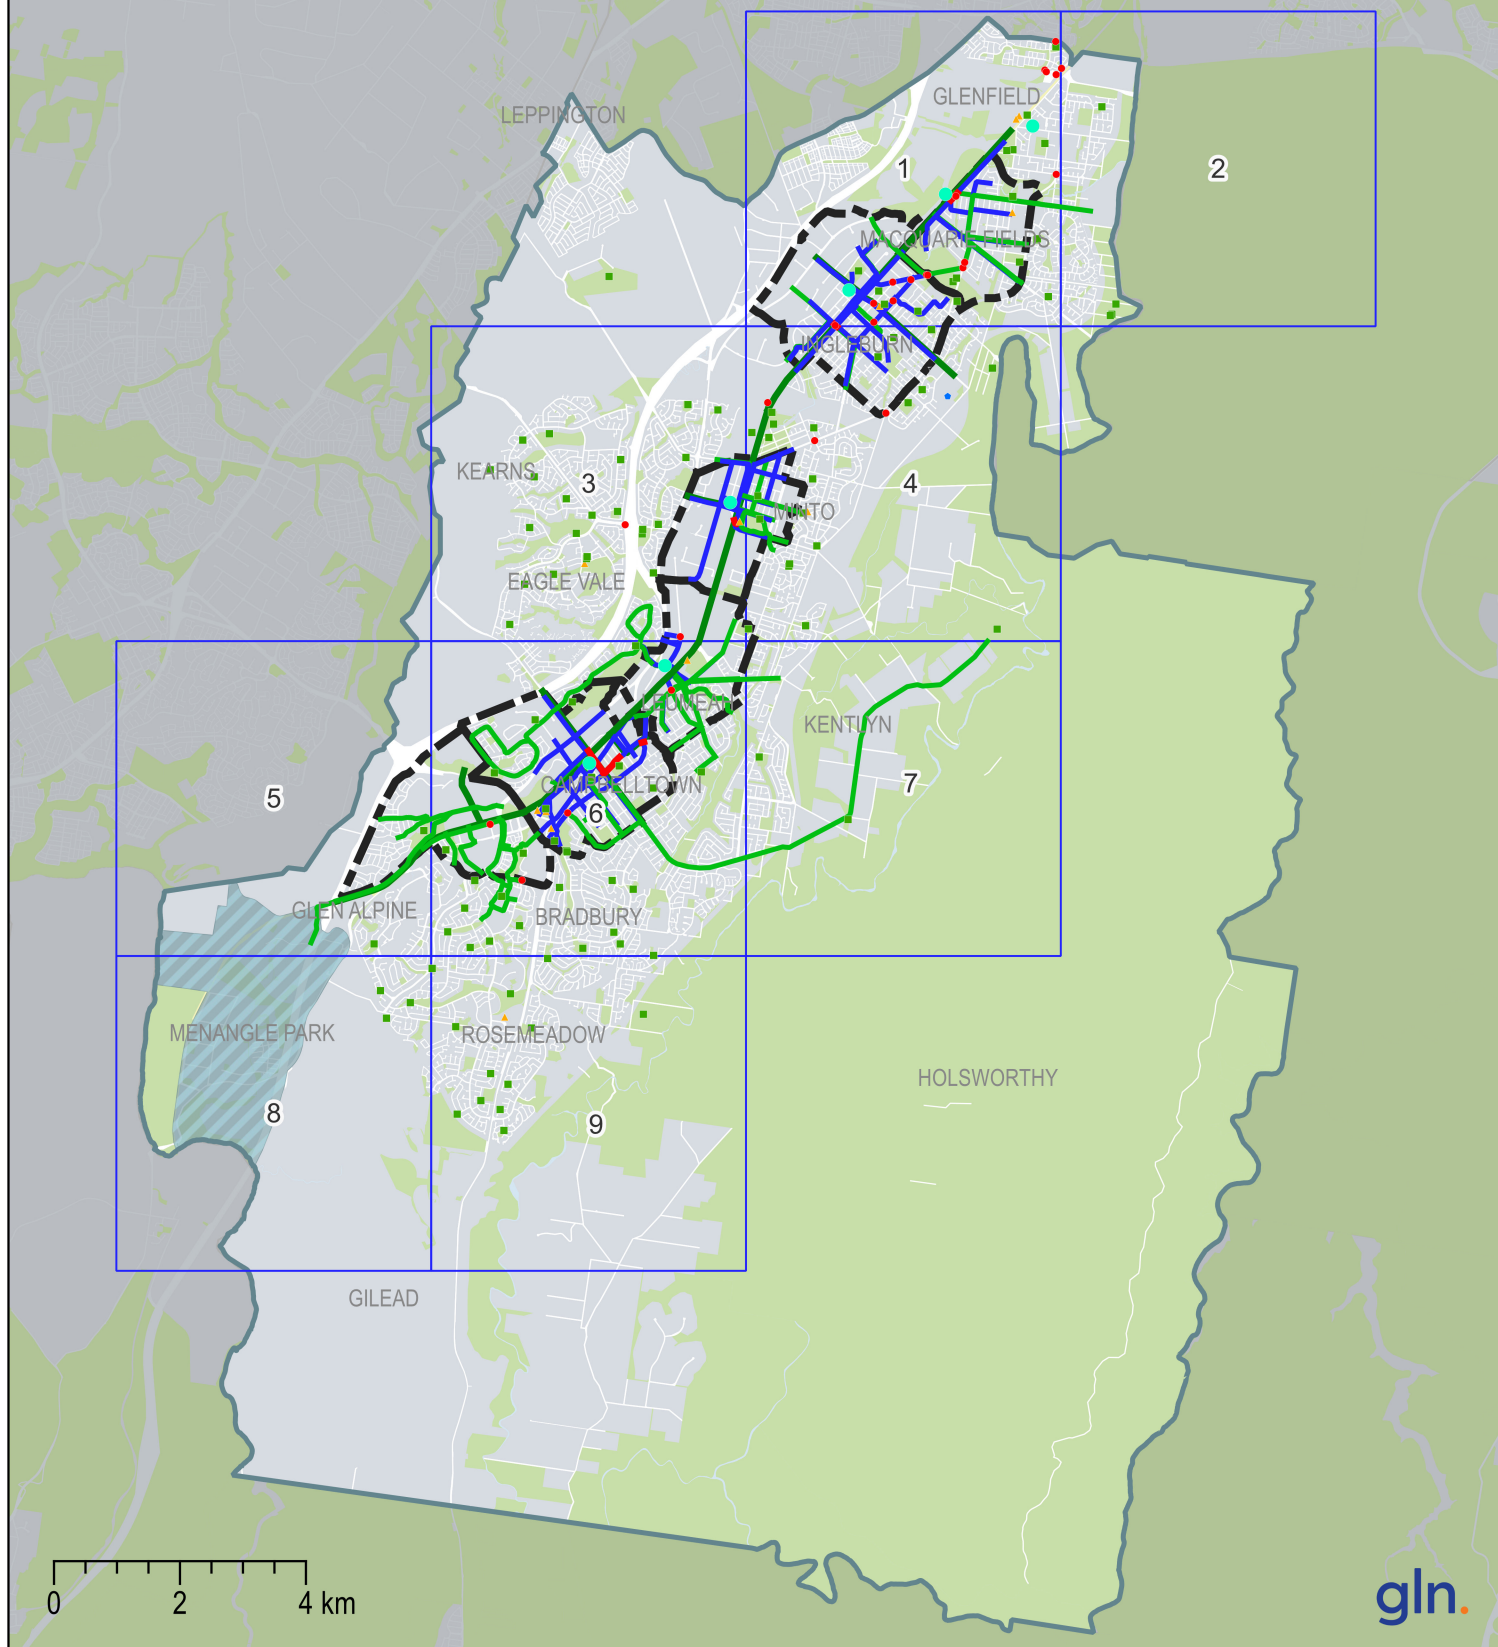 GLENFIELD
LEPPINGTON
1
2
MACQUARIE FIELDS
INGLEBURN
KEARNS
3
4
MINTO
EAGLE VALE
LEUMEAH
KENTLYN
CAMPBELLTOWN
7
5
6
GLEN ALPINE
BRADBURY
MENANGLE PARK
ROSEMEADOW
HOLSWORTHY
8
9
GILEAD
0 2 4 km
gln.